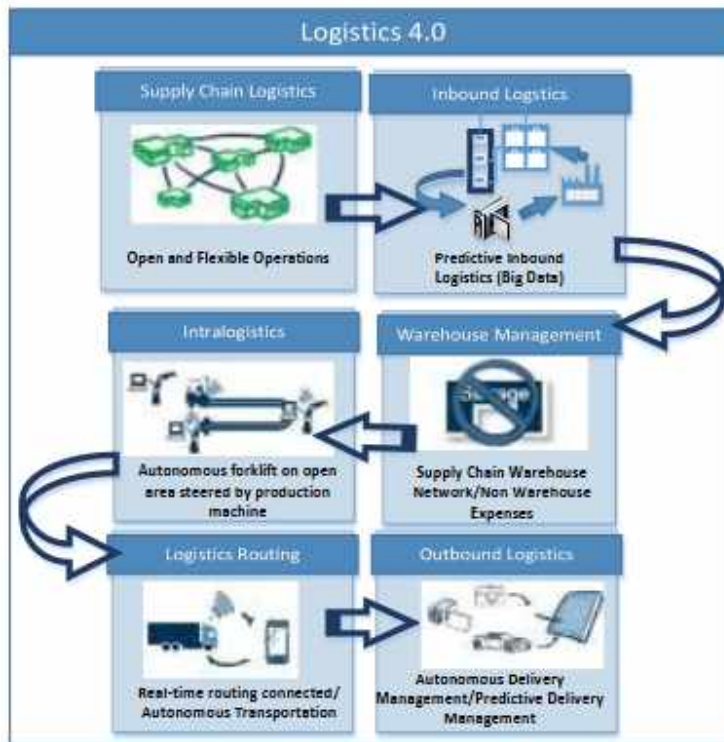 Logistics 4.0
Supply Chain Logistics
Open and Flexible Operations
Inbound Logstics
Predictive Inbound
Logistics (Big Data)
Warehouse Management
Supply Chain Warehouse
Network/Non Warehouse
Expenses
Intralogistics
Autonomous forklift on open
area steered by production
machine
Logistics Routing
Real-time routing connected/
Autonomous Transportation
Outbound Logistics
Autonomous Delivery
Management/Predictive Delivery
Management